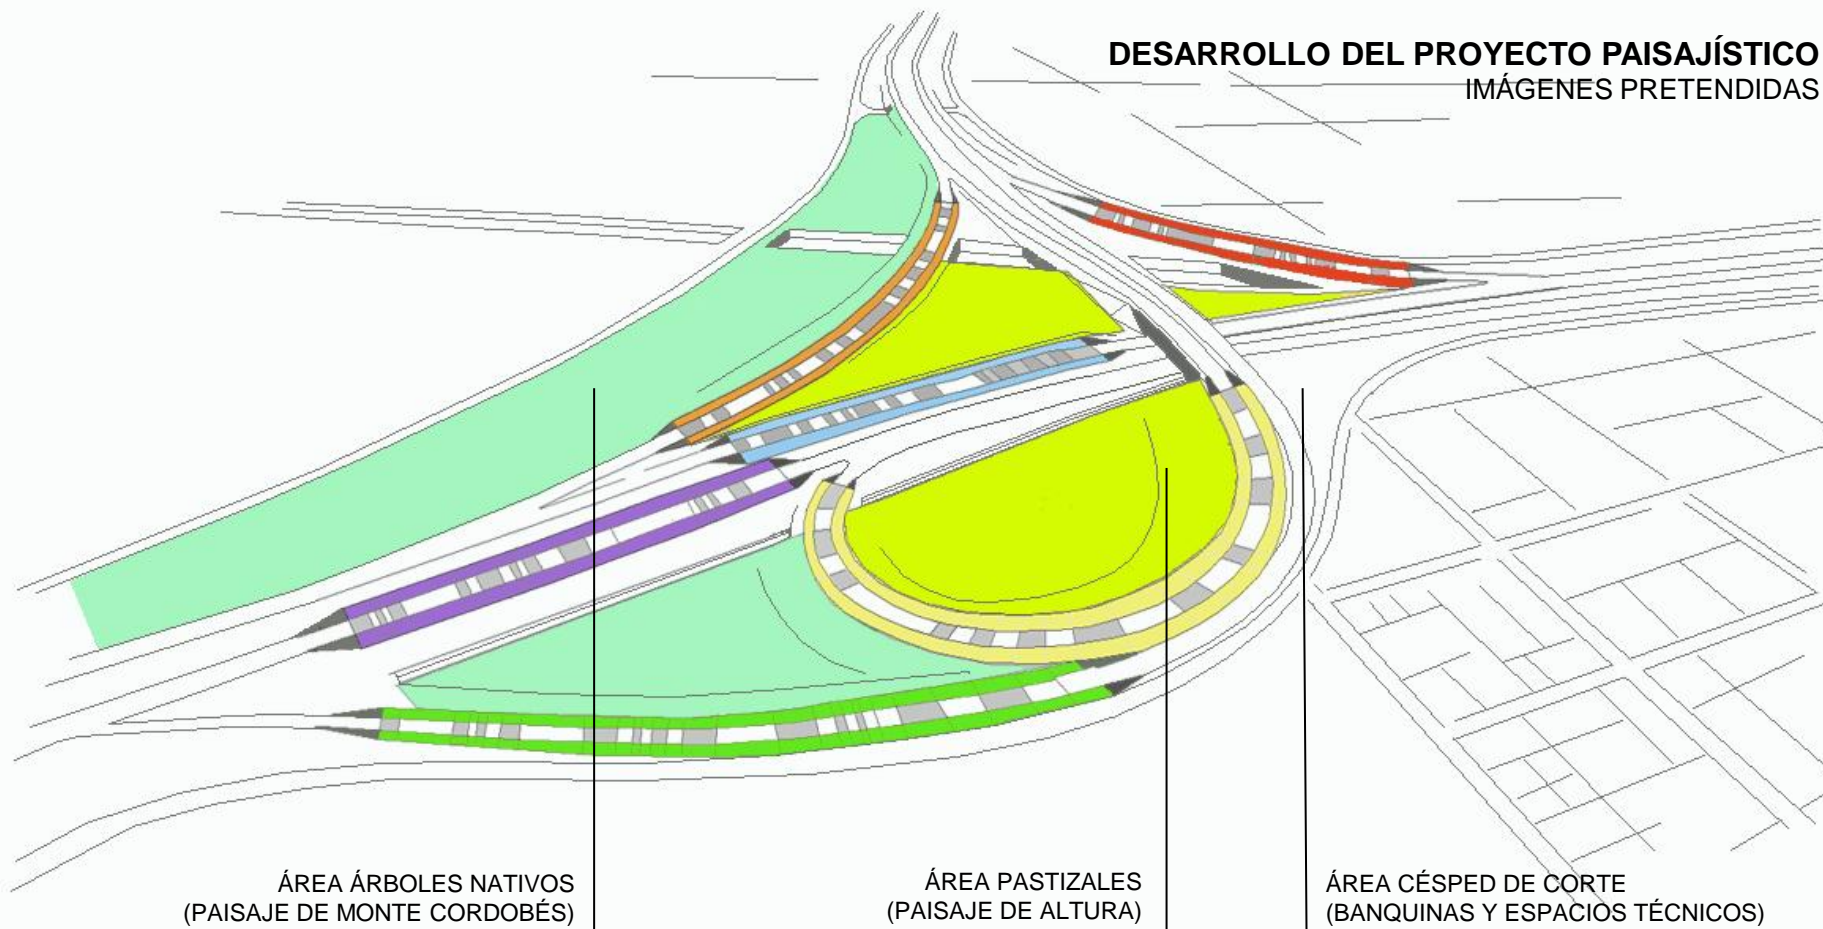 DESARROLLO DEL PROYECTO PAISAJÍSTICO
IMÁGENES PRETENDIDAS
ÁREA ÁRBOLES NATIVOS
(PAISAJE DE MONTE CORDOBÉS)
ÁREA PASTIZALES
(PAISAJE DE ALTURA)
ÁREA CÉSPED DE CORTE
(BANQUINAS Y ESPACIOS TÉCNICOS)